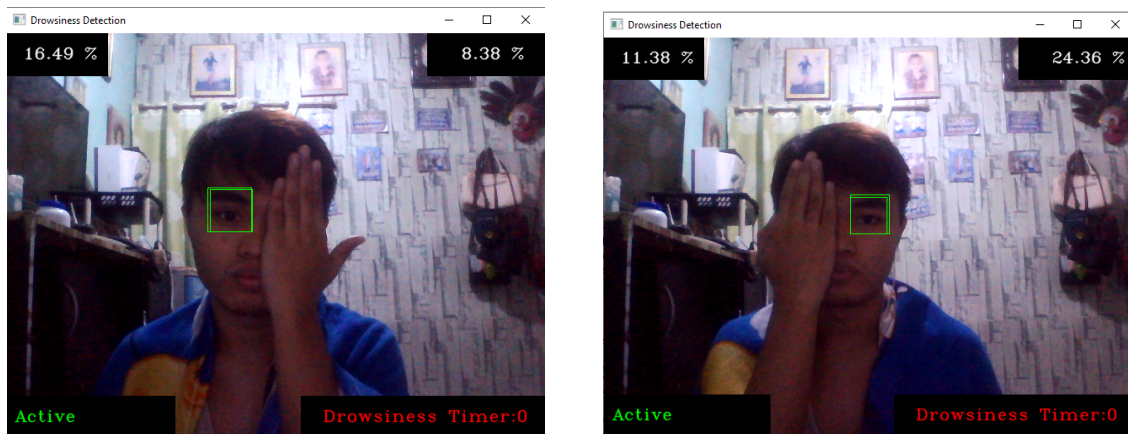 Drowsiness Detection
16.49 %
8.38 %
Active
Drowsiness Timer:0
Drowsiness Detection
11.38 %
24.36 %
Active
Drowsiness Timer:0